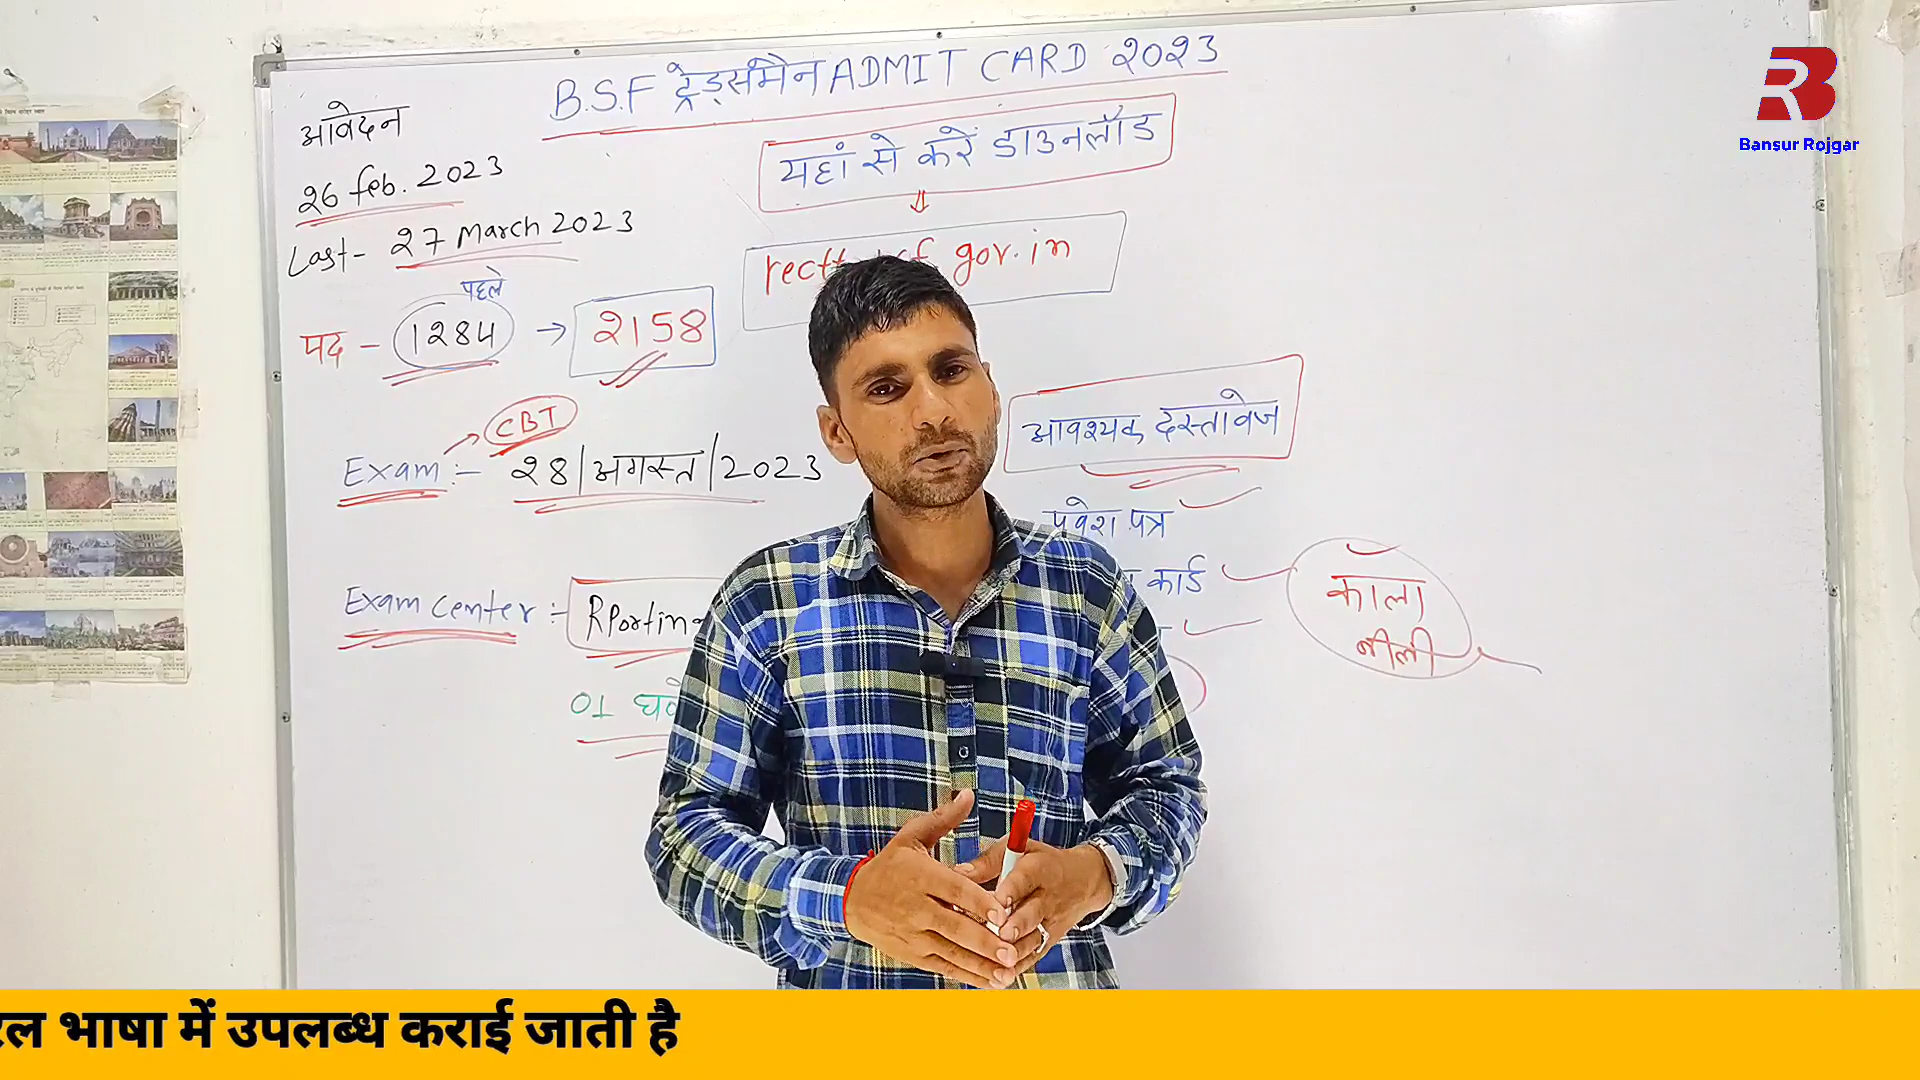 B.S.F ट्रेड्समैन ADMIT CARD 2023
आवेदन
26 feb. 2023
Last- 27 March 2023
पहले
पद - 1284 → 2158
CBT
Exam :- 28/अगस्त/2023
Exam center :- RPortin
01
यहां से करें डाउनलॉड
rectt gov.in
आवश्यक दस्तावेज
प्रवेश पत्र
कार्ड
काला
नीली
Bansur Rojgar
भाषा में उपलब्ध कराई जाती है